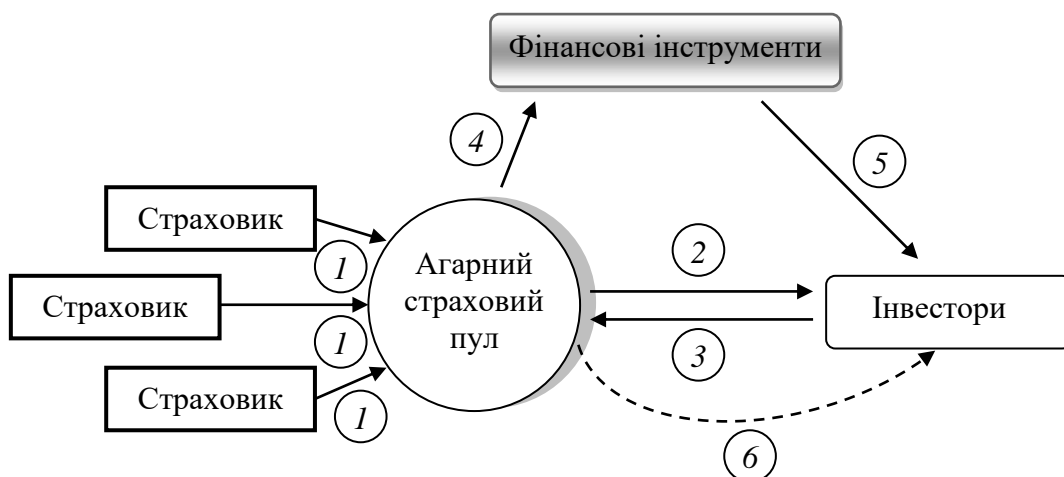 Фінансові інструменти
4
5
Страховик
1
2
Агарний
страховий
пул
Страховик
Інвестори
1
3
Страховик
1
6